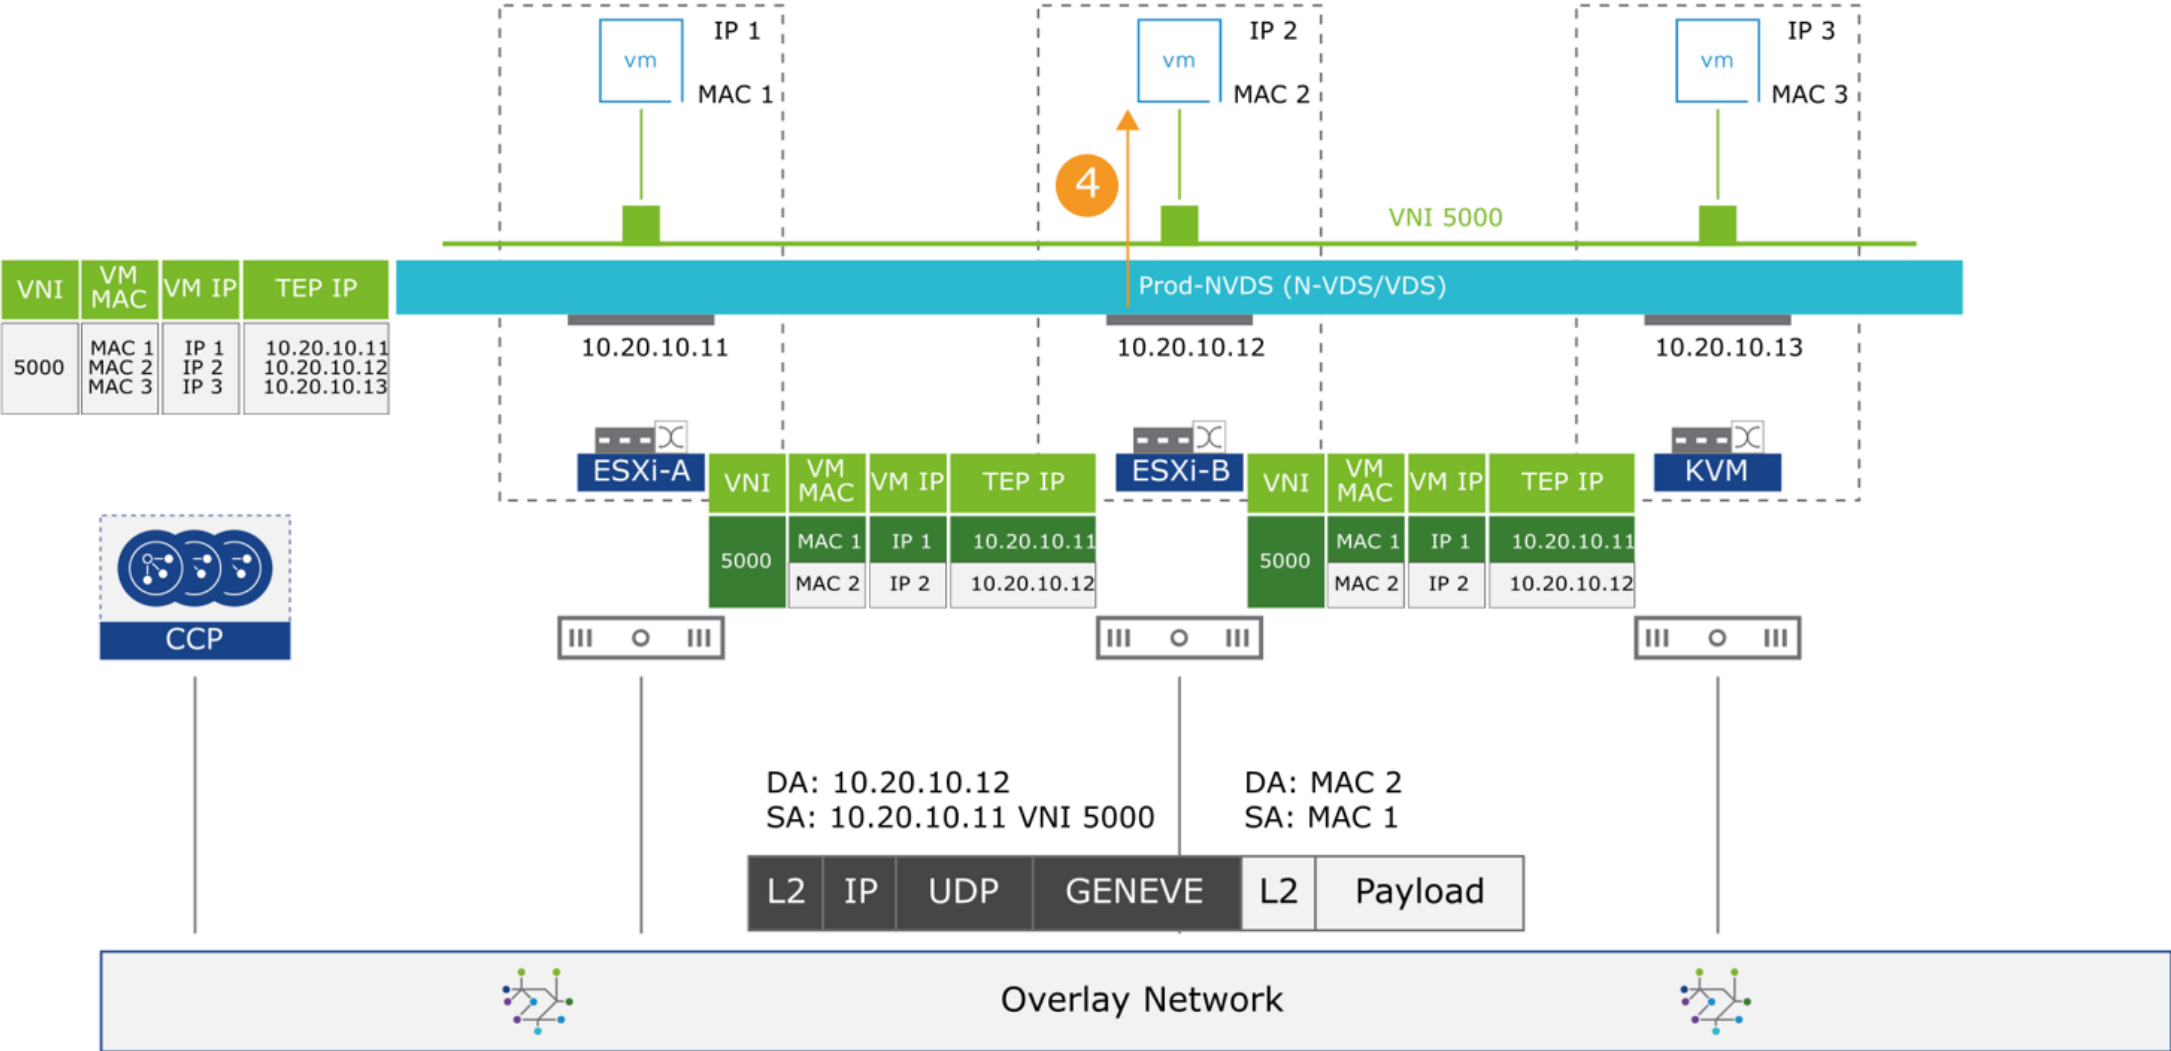 IP 1
vm
MAC 1
IP 2
vm
MAC 2
IP 3
vm
MAC 3
4
VNI 5000
Prod-NVDS (N-VDS/VDS)
VNI VM MAC VM IP TEP IP
5000
MAC 1 IP 1 10.20.10.11
MAC 2 IP 2 10.20.10.12
MAC 3 IP 3 10.20.10.13
10.20.10.11
10.20.10.12
10.20.10.13
ESXi-A
VNI VM MAC VM IP TEP IP
5000
MAC 1 IP 1 10.20.10.11
MAC 2 IP 2 10.20.10.12
ESXi-B
VNI VM MAC VM IP TEP IP
5000
MAC 1 IP 1 10.20.10.11
MAC 2 IP 2 10.20.10.12
KVM
CCP
DA: 10.20.10.12
SA: 10.20.10.11 VNI 5000
DA: MAC 2
SA: MAC 1
L2 IP UDP GENEVE L2 Payload
Overlay Network